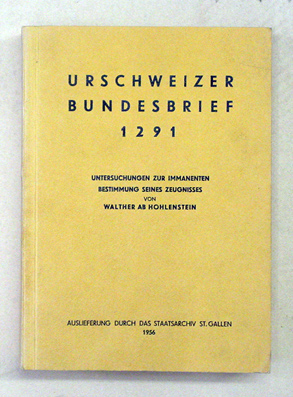 URSCHWEIZER
BUNDESBRIEF
1291
UNTERSUCHUNGEN ZUR IMMANENTEN
BESTIMMUNG SEINES ZEUGNISSES
VON
WALTHER AB HOHLENSTEIN
AUSLIEFERUNG DURCH DAS STAATSARCHIV ST. GALLEN
1956